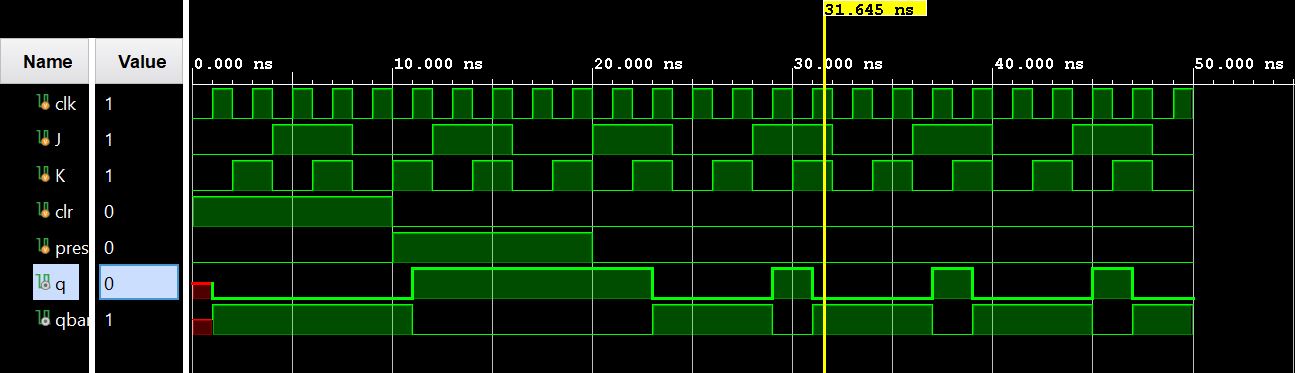 31.645 ns
Name Value
0.000 ns 10.000 ns 20.000 ns 30.000 ns 40.000 ns 50.000 ns
clk 1
J 1
K 1
clr 0
pres 0
q 0
qbar 1